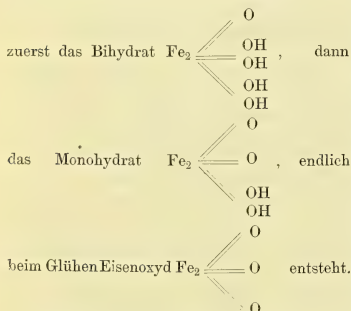 O
OH
zuerst das Bihydrat Fe₂ OH , dann
OH
OH
O
das Monohydrat Fe₂ O , endlich
OH
OH
O
beim Glühen Eisenoxyd Fe₂ O entsteht.
O